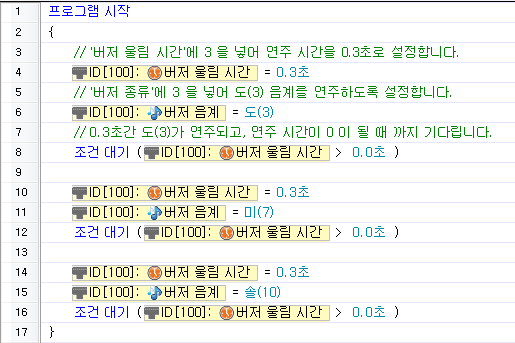 1 프로그램 시작
2 {
3 // '버저 울림 시간'에 3 을 넣어 연주 시간을 0.3초로 설정합니다.
4 ID[100]: 버저 울림 시간 = 0.3초
5 // '버저 종류'에 3 을 넣어 도(3) 음계를 연주하도록 설정합니다.
6 ID[100]: 버저 음계 = 도(3)
7 // 0.3초간 도(3)가 연주되고, 연주 시간이 0 이 될 때 까지 기다립니다.
8 조건 대기 ( ID[100]: 버저 울림 시간 > 0.0초 )
9
10 ID[100]: 버저 울림 시간 = 0.3초
11 ID[100]: 버저 음계 = 미(7)
12 조건 대기 ( ID[100]: 버저 울림 시간 > 0.0초 )
13
14 ID[100]: 버저 울림 시간 = 0.3초
15 ID[100]: 버저 음계 = 솔(10)
16 조건 대기 ( ID[100]: 버저 울림 시간 > 0.0초 )
17 }